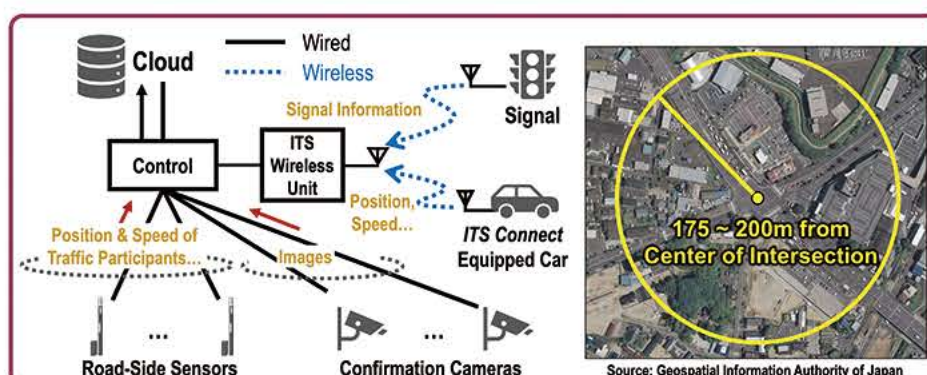 Cloud
Wired
Wireless
Signal Information
Signal
Control
ITS
Wireless
Unit
Position,
Speed...
ITS Connect
Equipped Car
Position & Speed of
Traffic Participants...
Images
...
...
Road-Side Sensors
Confirmation Cameras
175 ~ 200m from
Center of Intersection
Source: Geospatial Information Authority of Japan